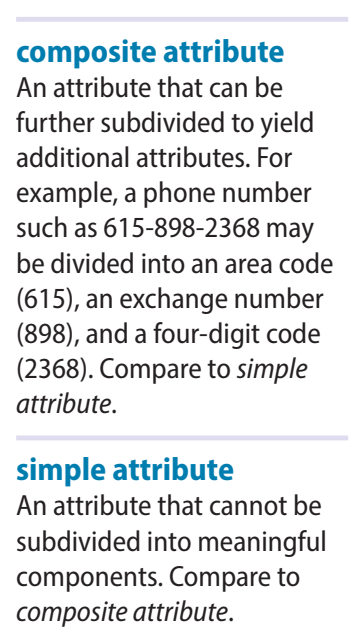 composite attribute
An attribute that can be
further subdivided to yield
additional attributes. For
example, a phone number
such as 615-898-2368 may
be divided into an area code
(615), an exchange number
(898), and a four-digit code
(2368). Compare to simple
attribute.
simple attribute
An attribute that cannot be
subdivided into meaningful
components. Compare to
composite attribute.